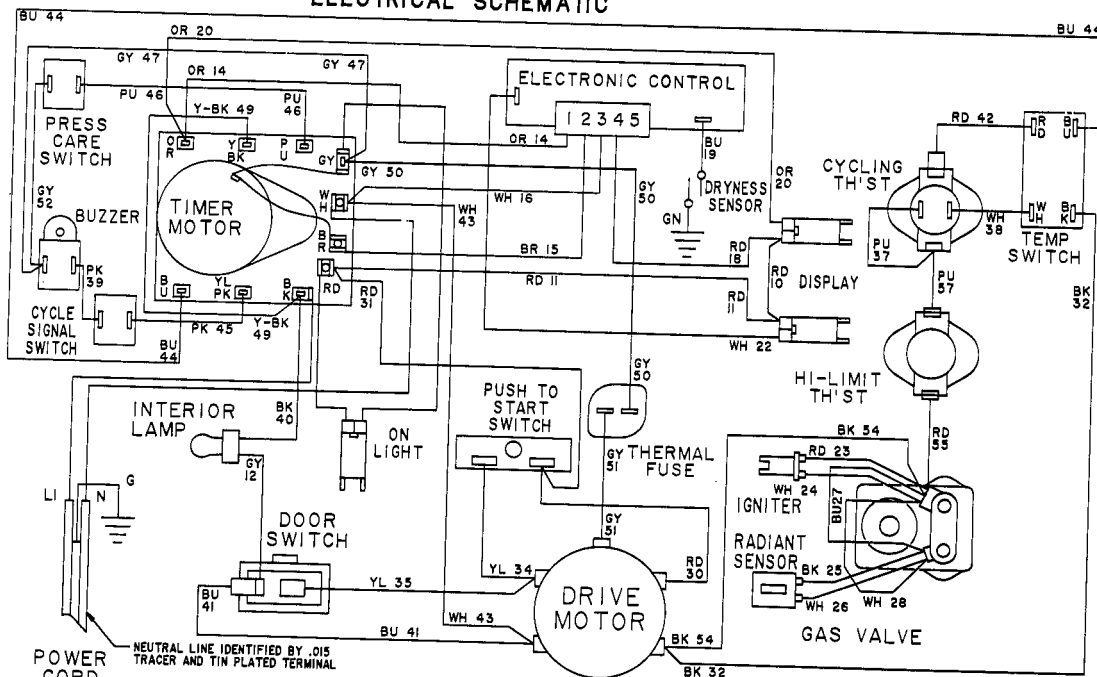 ELECTRICAL SCHEMATIC
BU 44
BU 44
OR 20
GY 47
GY 47
OR 14
PU 46
PU 46
Y-BK 49
PRESS CARE SWITCH
OR
Y BK
PU
GY
GY 50
ELECTRONIC CONTROL
1 2 3 4 5
OR 14
BU 19
DRYNESS SENSOR
GN
OR 20
RD 42
RD
BU
CYCLING TH'ST
WH
BK
WH 38
TEMP SWITCH
PU 37
PU 57
BK 32
GY 52
BUZZER
TIMER MOTOR
WH
WH 43
WH 16
GY 50
BR
BR 15
RD 18
RD 10
DISPLAY
RD
RD 31
RD 11
RD 11
WH 22
PK 39
CYCLE SIGNAL SWITCH
PK 45
BU
YL PK
BK
Y-BK 49
BU 44
HI-LIMIT TH'ST
INTERIOR LAMP
BK 40
ON LIGHT
PUSH TO START SWITCH
GY 50
THERMAL FUSE
GY 51
GY 12
BK 54
RD 55
RD 23
WH 24
IGNITER
BU27
L1
N
G
DOOR SWITCH
GY 51
RADIANT SENSOR
BK 25
WH 26
WH 28
GAS VALVE
BU 41
YL 35
YL 34
RD 30
DRIVE MOTOR
BU 41
WH 43
BK 54
BK 32
POWER CORD
NEUTRAL LINE IDENTIFIED BY .015
TRACER AND TIN PLATED TERMINAL